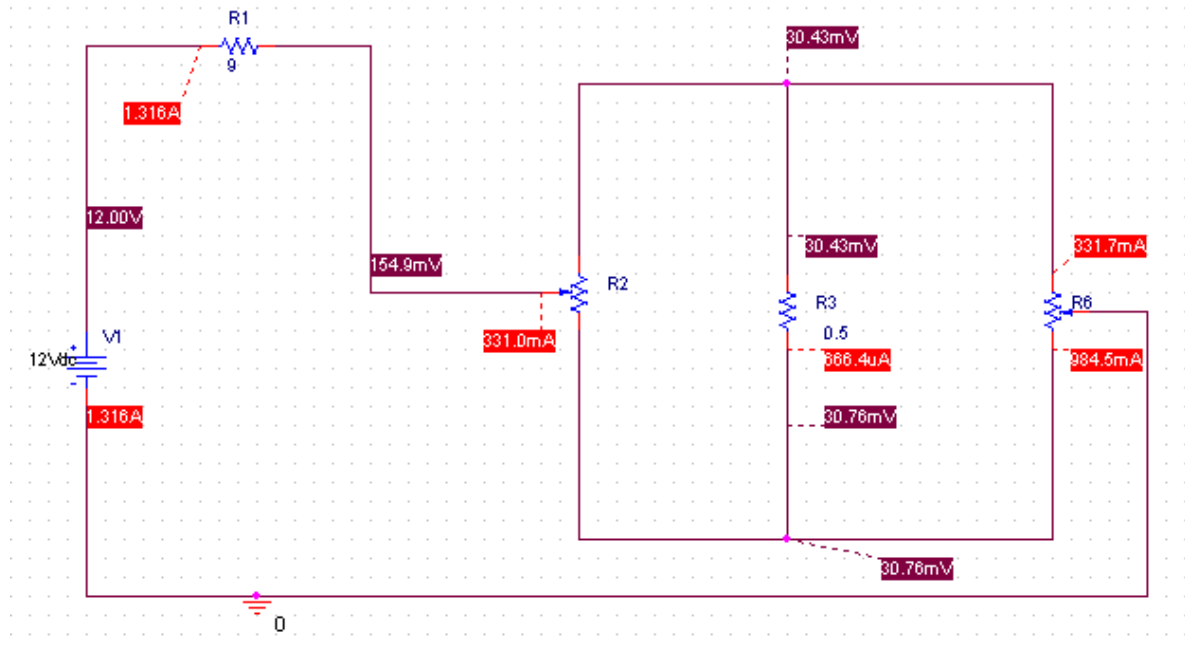 R1
9
30.43mV
1.316A
12.00V
154.9mV
30.43mV
331.7mA
R2
R3
R6
0.5
331.0mA
V1
12Vdc
666.4uA
984.5mA
1.316A
30.76mV
30.76mV
0